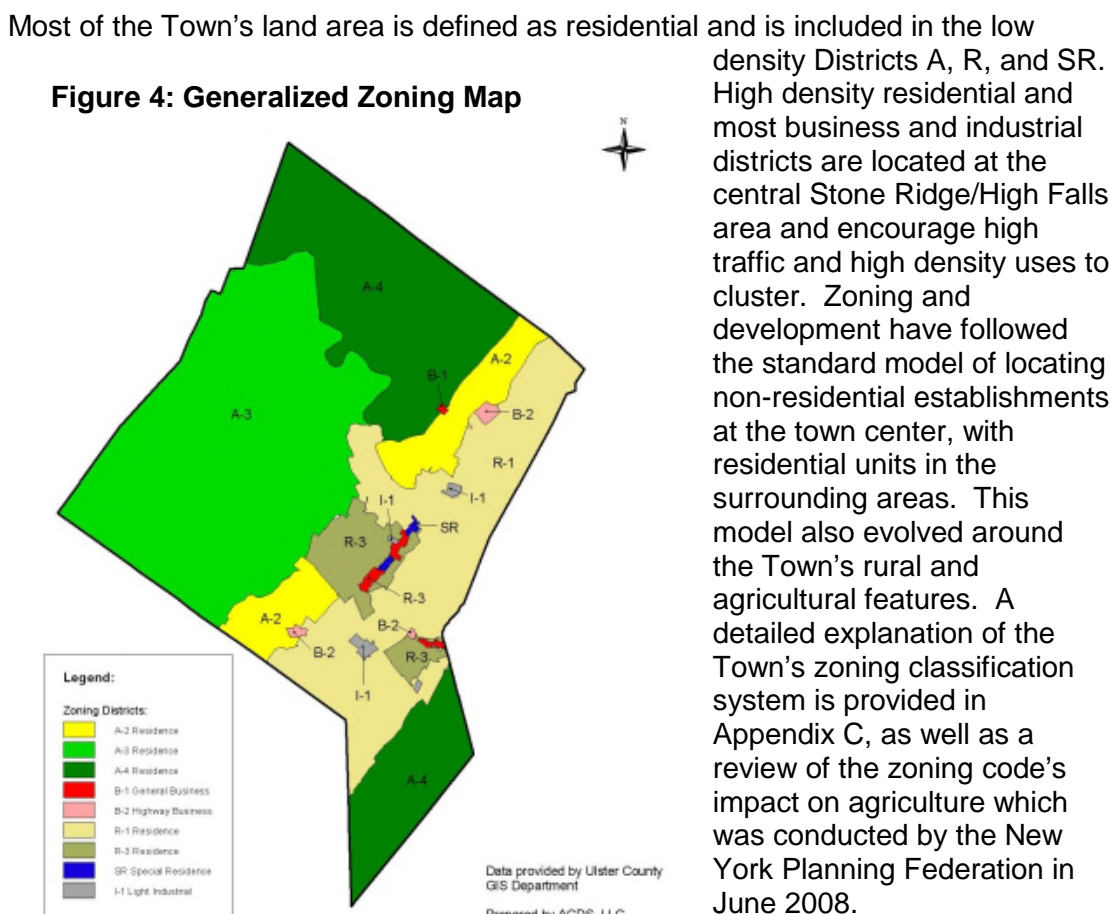 Most of the Town's land area is defined as residential and is included in the low
density Districts A, R, and SR.
High density residential and
most business and industrial
districts are located at the
central Stone Ridge/High Falls
area and encourage high
traffic and high density uses to
cluster.  Zoning and
development have followed
the standard model of locating
non-residential establishments
at the town center, with
residential units in the
surrounding areas.  This
model also evolved around
the Town's rural and
agricultural features.  A
detailed explanation of the
Town's zoning classification
system is provided in
Appendix C, as well as a
review of the zoning code's
impact on agriculture which
was conducted by the New
York Planning Federation in
June 2008.
Figure 4: Generalized Zoning Map
N
A-4
A-2
B-1
B-2
A-3
R-1
I-1
I-1
SR
R-3
R-3
A-2
B-2
B-2
R-3
I-1
A-4
Legend:
Zoning Districts:
A-2 Residence
A-3 Residence
A-4 Residence
B-1 General Business
B-2 Highway Business
R-1 Residence
R-3 Residence
SR Special Residence
I-1 Light Industrial
Data provided by Ulster County
GIS Department
Prepared by ACDS, LLC